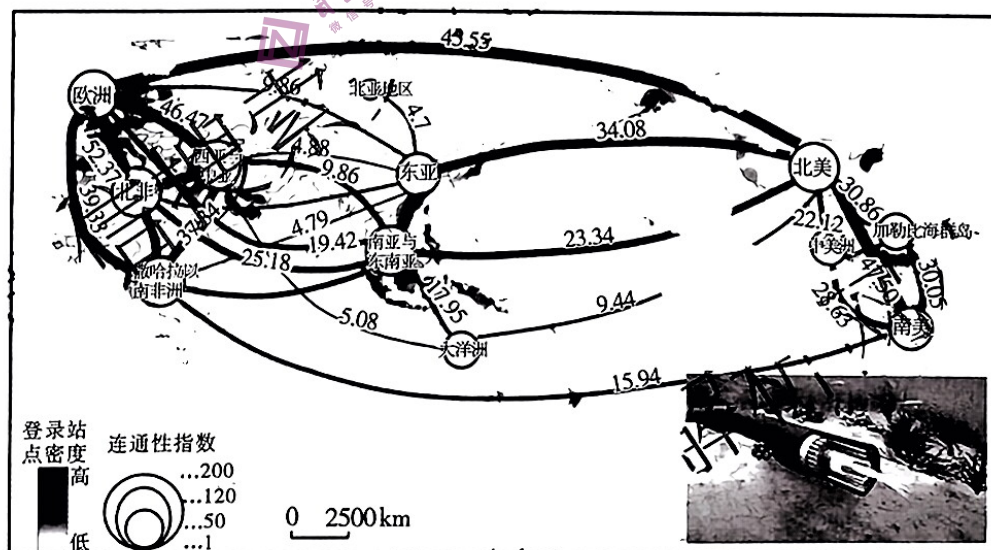 43.55
欧洲
9.86
北亚地区
4.7
46.47
34.08
52.37
西亚与
中亚
4.88
9.86
东亚
北美
北非
39.33
30.86
22.12
加勒比海群岛
中美洲
4.79
19.42
南亚与
东南亚
23.34
25.18
撒哈拉以
南非洲
47.50
30.05
28.63
17.95
9.44
5.08
大洋洲
南美
15.94
登录站
点密度
高
低
连通性指数
...200
...120
...50
...1
0 2500km